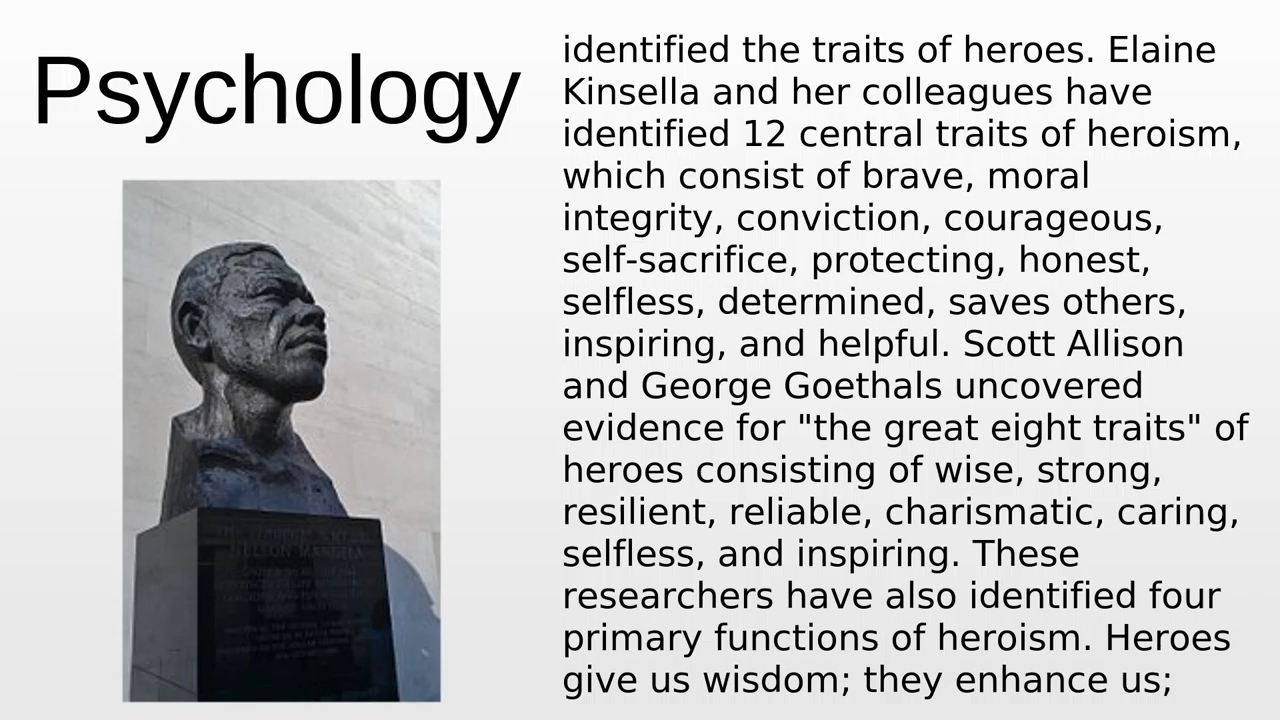 Psychology
identified the traits of heroes. Elaine
Kinsella and her colleagues have
identified 12 central traits of heroism,
which consist of brave, moral
integrity, conviction, courageous,
self-sacrifice, protecting, honest,
selfless, determined, saves others,
inspiring, and helpful. Scott Allison
and George Goethals uncovered
evidence for "the great eight traits" of
heroes consisting of wise, strong,
resilient, reliable, charismatic, caring,
selfless, and inspiring. These
researchers have also identified four
primary functions of heroism. Heroes
give us wisdom; they enhance us;
NELSON MANDELA